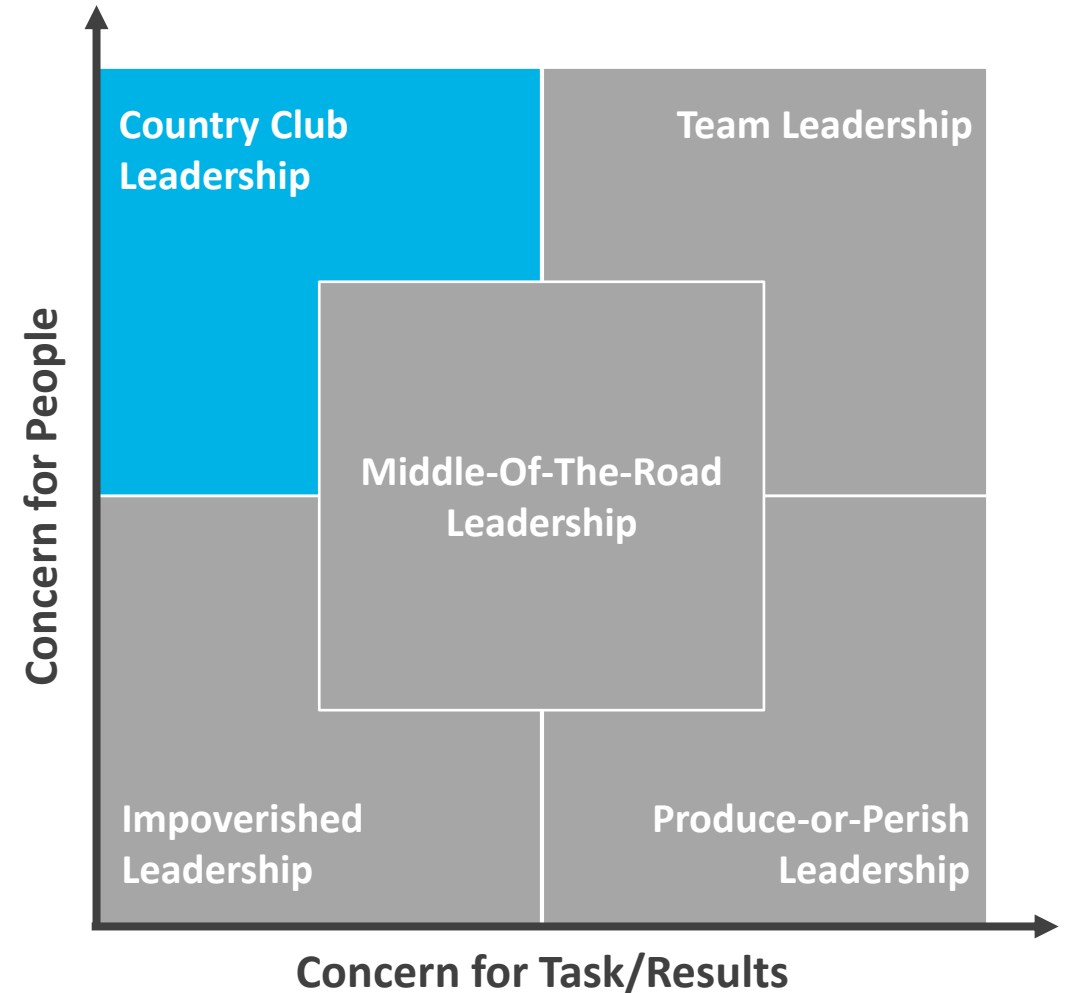 Country Club
Leadership
Team Leadership
Concern for People
Middle-Of-The-Road
Leadership
Impoverished
Leadership
Produce-or-Perish
Leadership
Concern for Task/Results